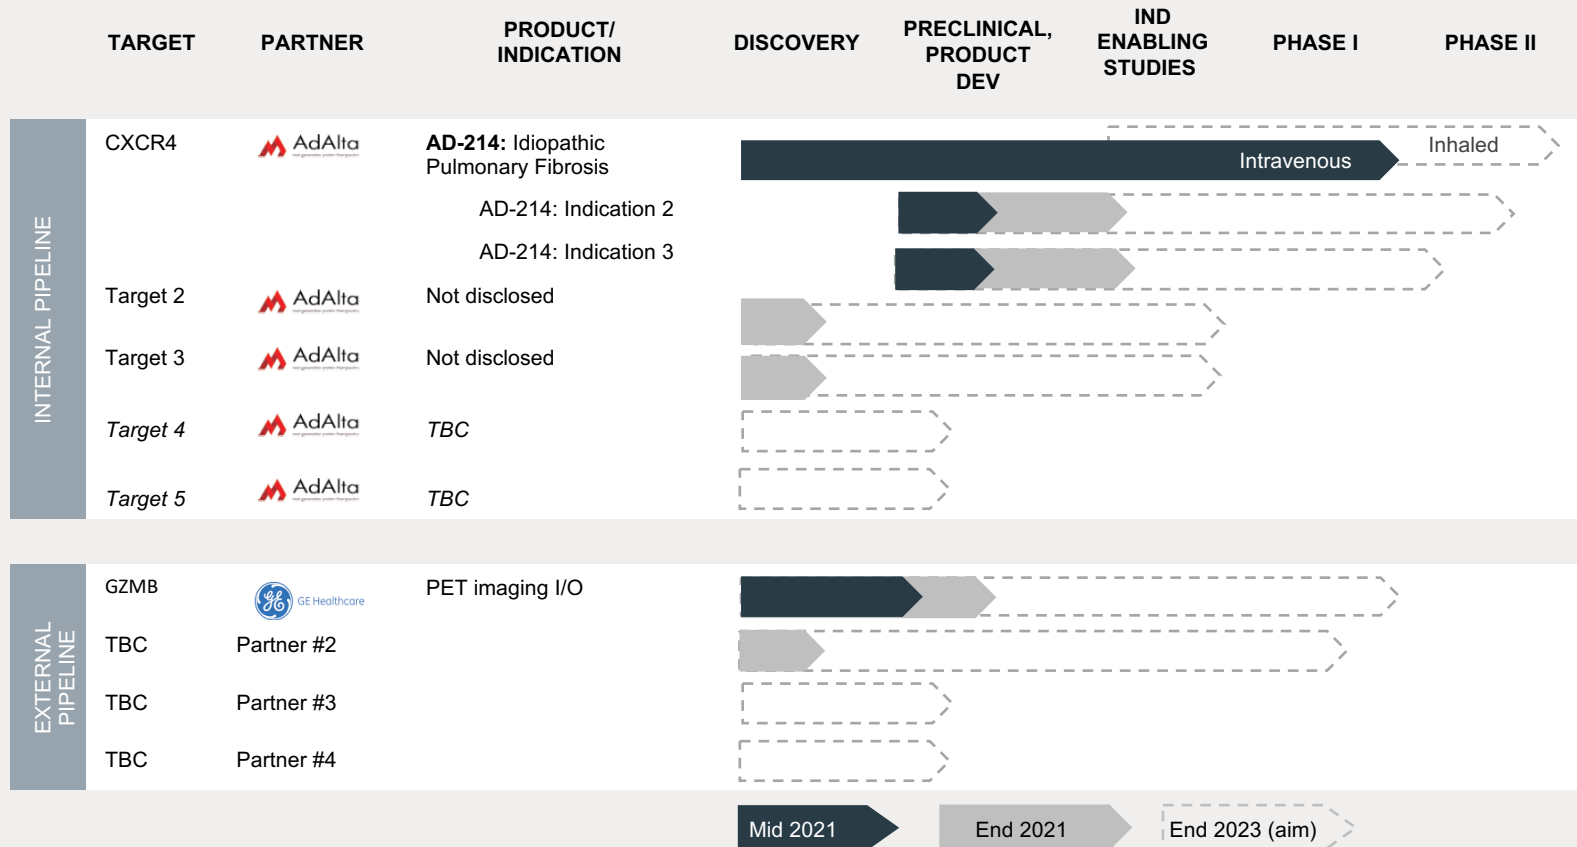 TARGET
PARTNER
PRODUCT/
INDICATION
DISCOVERY
PRECLINICAL,
PRODUCT
DEV
IND
ENABLING
STUDIES
PHASE I
PHASE II
INTERNAL PIPELINE
CXCR4
AdAlta
AD-214: Idiopathic
Pulmonary Fibrosis
Intravenous
Inhaled
AD-214: Indication 2
AD-214: Indication 3
Target 2
AdAlta
Not disclosed
Target 3
AdAlta
Not disclosed
Target 4
AdAlta
TBC
Target 5
AdAlta
TBC
EXTERNAL
PIPELINE
GZMB
GE Healthcare
PET imaging I/O
TBC
Partner #2
TBC
Partner #3
TBC
Partner #4
Mid 2021
End 2021
End 2023 (aim)